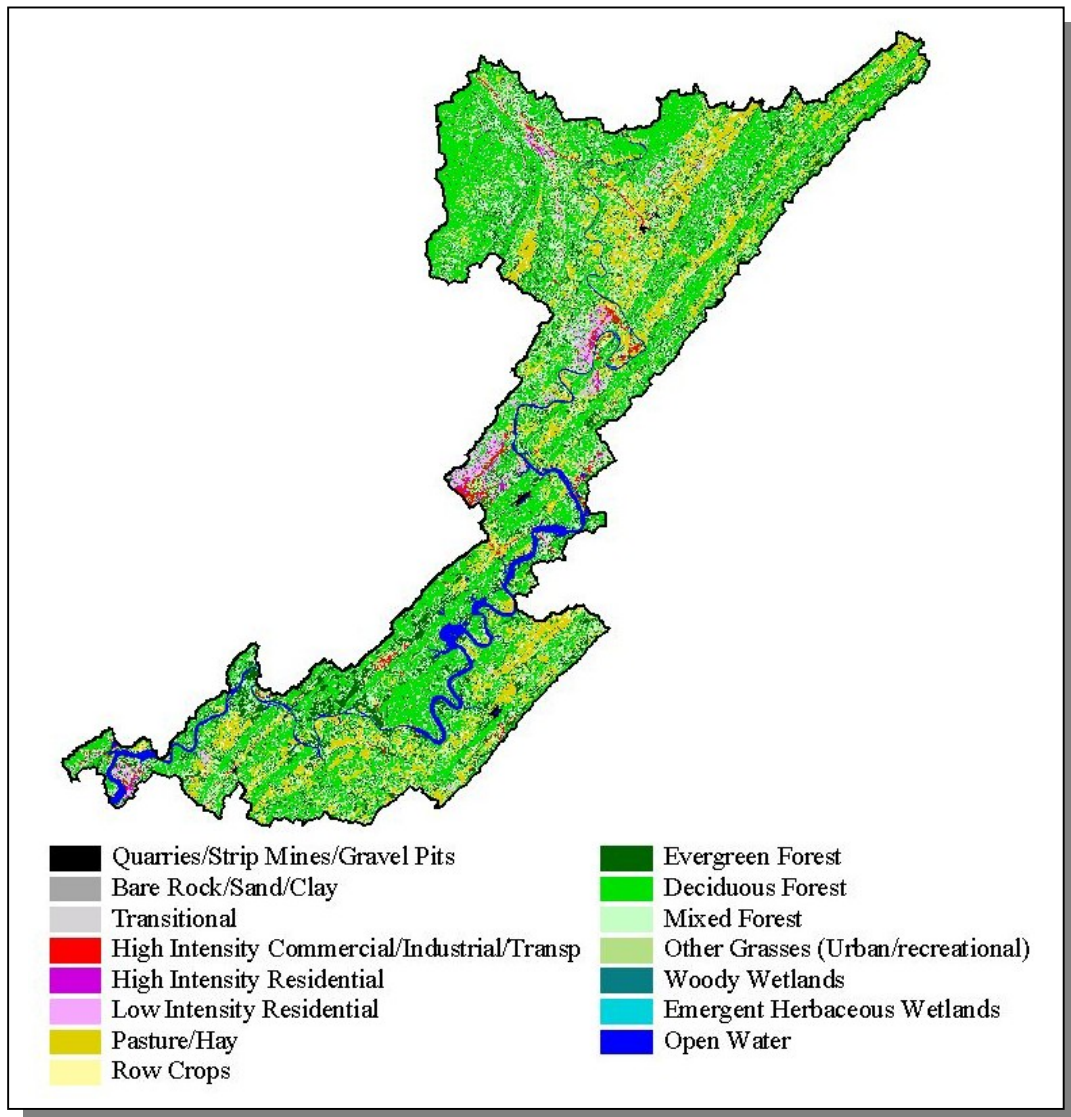 Quarries/Strip Mines/Gravel Pits
Bare Rock/Sand/Clay
Transitional
High Intensity Commercial/Industrial/Transp
High Intensity Residential
Low Intensity Residential
Pasture/Hay
Row Crops
Evergreen Forest
Deciduous Forest
Mixed Forest
Other Grasses (Urban/recreational)
Woody Wetlands
Emergent Herbaceous Wetlands
Open Water